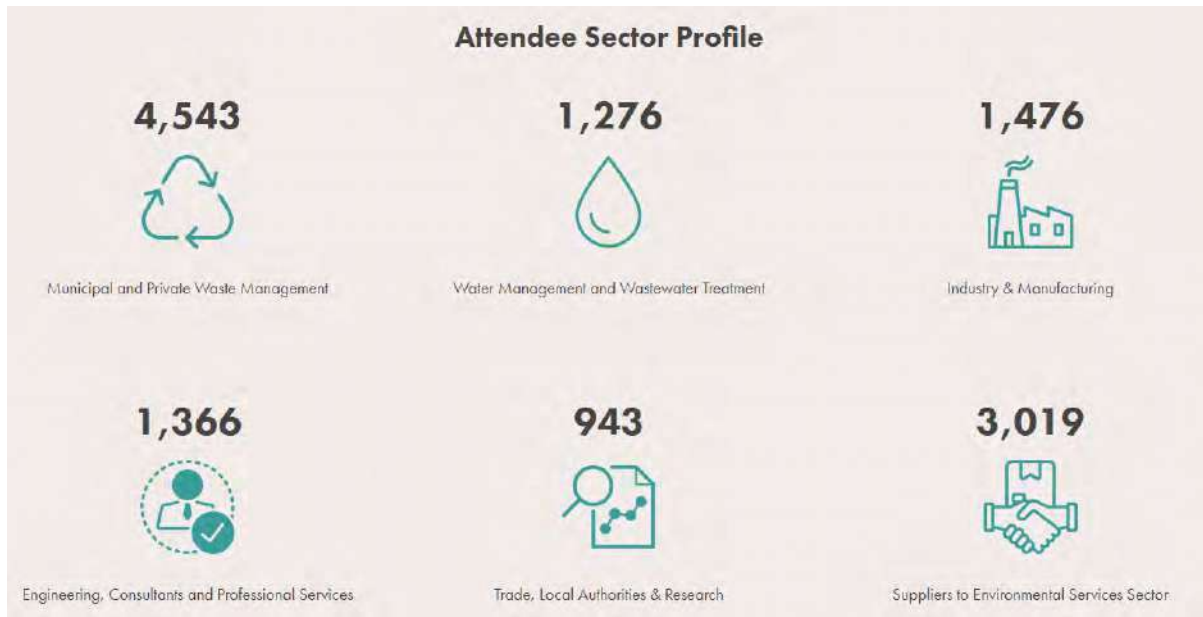 Attendee Sector Profile
4,543
1,276
1,476
Municipal and Private Waste Management
Water Management and Wastewater Treatment
Industry & Manufacturing
1,366
943
3,019
Engineering, Consultants and Professional Services
Trade, Local Authorities & Research
Suppliers to Environmental Services Sector